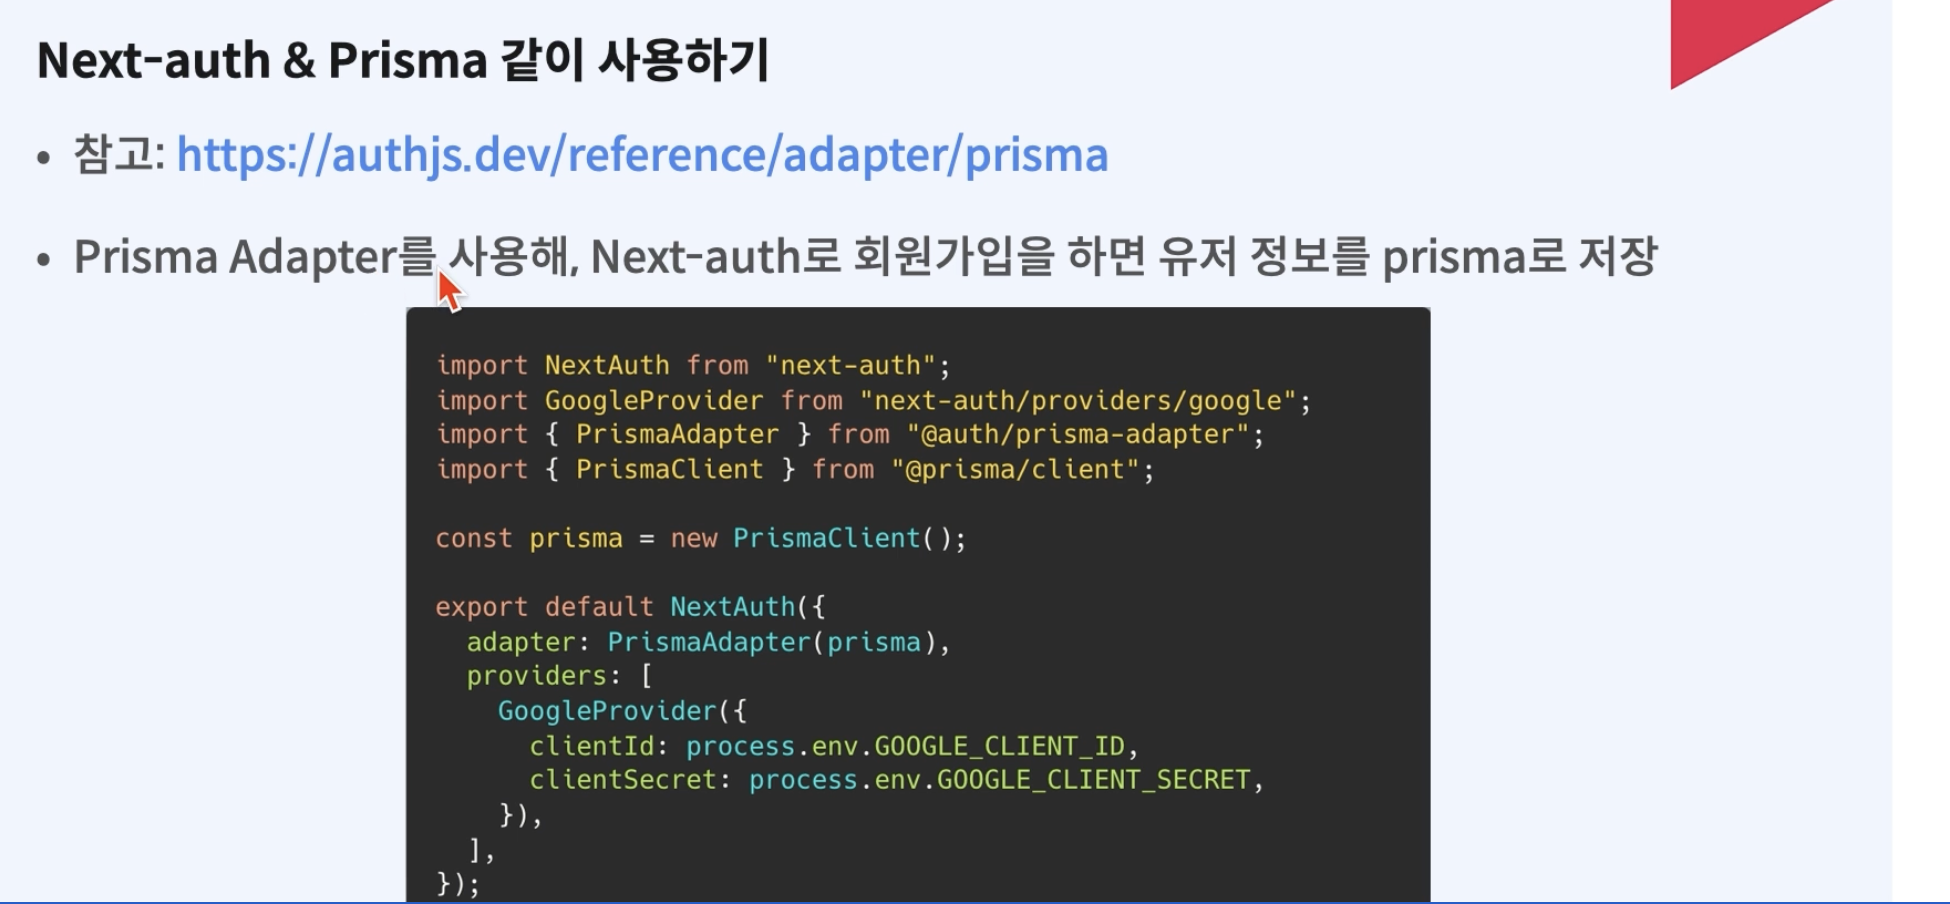 Next-auth & Prisma 같이 사용하기
• 참고: https://authjs.dev/reference/adapter/prisma
• Prisma Adapter를 사용해, Next-auth로 회원가입을 하면 유저 정보를 prisma로 저장
import NextAuth from "next-auth";
import GoogleProvider from "next-auth/providers/google";
import { PrismaAdapter } from "@auth/prisma-adapter";
import { PrismaClient } from "@prisma/client";
const prisma = new PrismaClient();
export default NextAuth({
  adapter: PrismaAdapter(prisma),
  providers: [
    GoogleProvider({
      clientId: process.env.GOOGLE_CLIENT_ID,
      clientSecret: process.env.GOOGLE_CLIENT_SECRET,
    }),
  ],
});